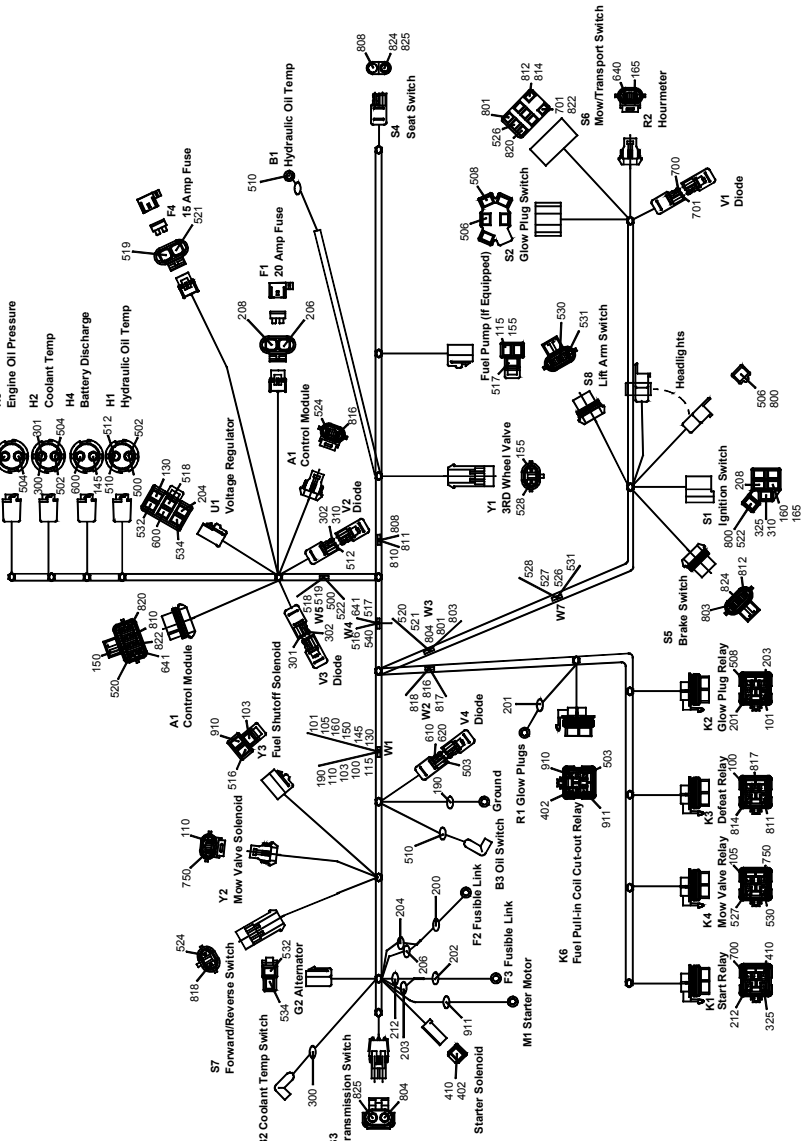 Engine Oil Pressure
504
H2
Coolant Temp
301
504
300
502
H4
Battery Discharge
600
145
H1
Hydraulic Oil Temp
512
502
510
500
F4
15 Amp Fuse
519
521
F1
20 Amp Fuse
208
206
B1
Hydraulic Oil Temp
510
808
824
825
S4
Seat Switch
U1
Voltage Regulator
130
518
204
532
600
534
A1
Control Module
524
816
V2
Diode
302
310
512
A1
Control Module
150
520
820
810
822
641
V3
Diode
301
302
W5
518
519
500
522
W4
641
517
516
540
808
810
811
S6
Mow/Transport Switch
801
526
820
812
814
701
822
R2
Hourmeter
640
165
V1
Diode
700
701
S2
Glow Plug Switch
506
508
Fuel Pump (If Equipped)
115
155
517
S8
Lift Arm Switch
530
531
Headlights
506
800
Y1
3RD Wheel Valve
155
528
S1
Ignition Switch
208
800
522
325
310
160
165
S5
Brake Switch
803
824
812
W7
528
527
526
531
W3
520
521
804
801
803
W2
818
816
817
W1
101
105
160
150
145
130
190
110
103
100
115
Y3
Fuel Shutoff Solenoid
910
103
516
Y2
Mow Valve Solenoid
110
750
S7
Forward/Reverse Switch
524
818
G2 Alternator
532
534
Coolant Temp Switch
300
825
804
Starter Solenoid
410
402
M1 Starter Motor
911
F3 Fusible Link
202
212
203
F2 Fusible Link
200
204
206
B3 Oil Switch
510
Ground
190
V4
Diode
610
620
503
R1 Glow Plugs
201
K6
Fuel Pull-in Coil Cut-out Relay
910
402
503
911
K2
Glow Plug Relay
508
201
203
101
K3
Defeat Relay
100
814
817
811
K4
Mow Valve Relay
105
527
750
530
K1
Start Relay
700
212
410
325